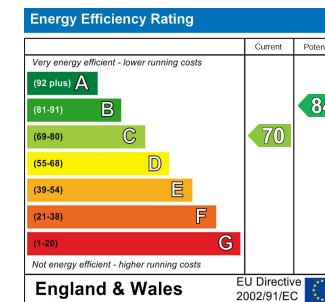 Energy Efficiency Rating
Current
Very energy efficient - lower running costs
(92 plus) A
(81-91) B
84
(69-80) C
70
(55-68) D
(39-54) E
(21-38) F
(1-20) G
Not energy efficient - higher running costs
England & Wales
EU Directive
2002/91/EC